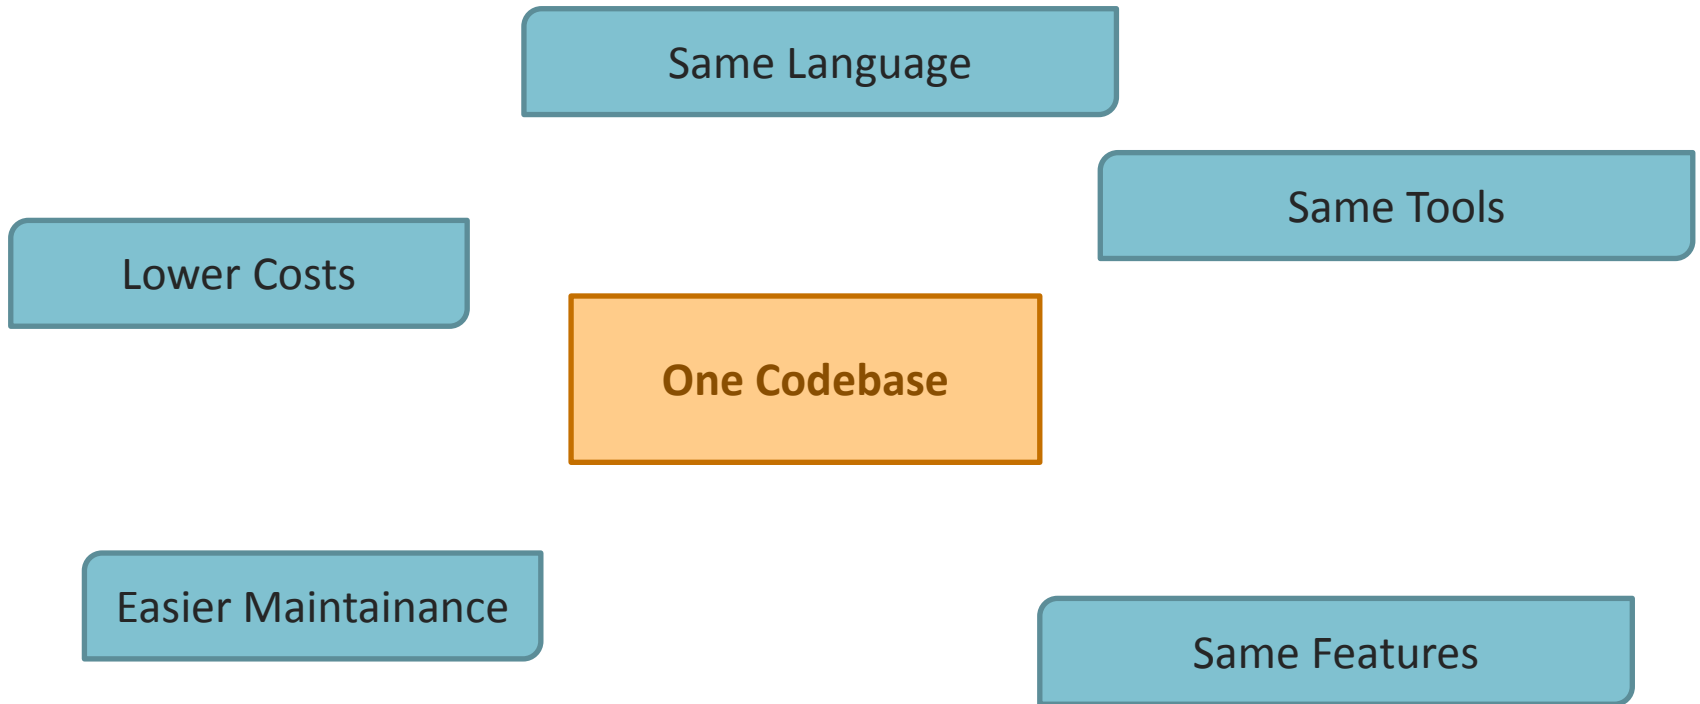 Same Language
Same Tools
Lower Costs
One Codebase
Easier Maintainance
Same Features